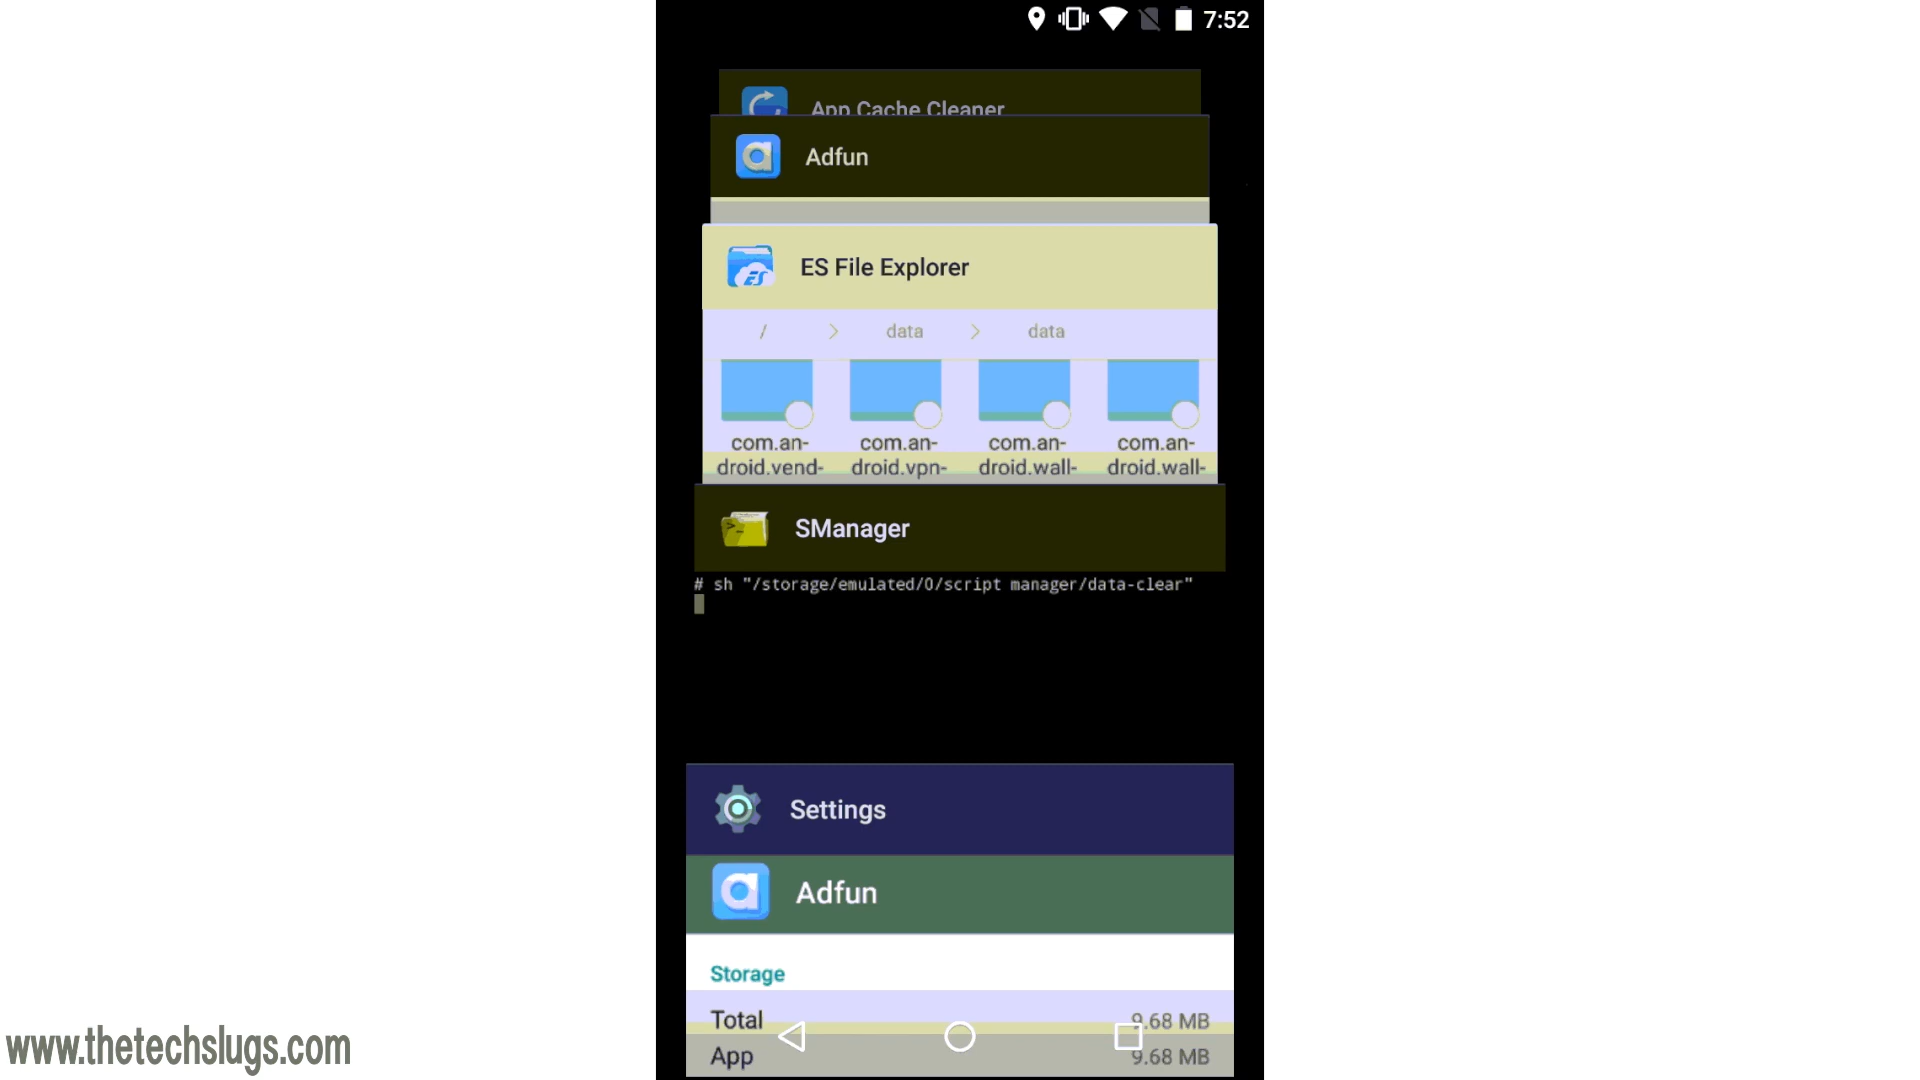 7:52
App Cache Cleaner
Adfun
ES File Explorer
/ > data > data
com.an- com.an- com.an- com.an-
droid.vend- droid.vpn- droid.wall- droid.wall-
SManager
# sh "/storage/emulated/0/script manager/data-clear"
Settings
Adfun
Storage
Total 9.68 MB
App 9.68 MB
www.thetechslugs.com